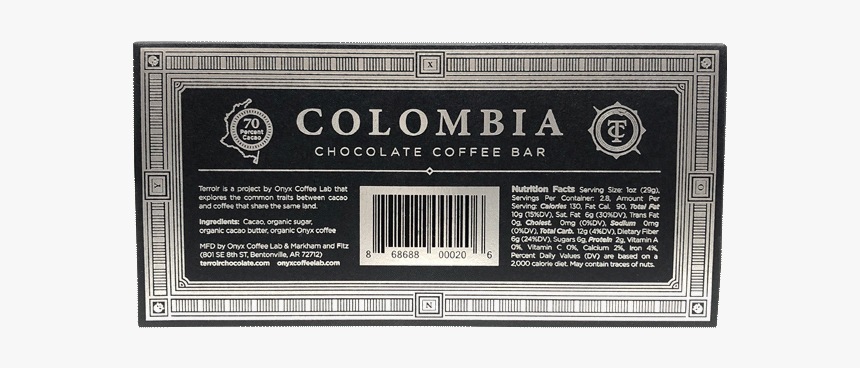 X
70
Percent
Cacao
COLOMBIA
TC
CHOCOLATE COFFEE BAR
Y
O
Terroir is a project by Onyx Coffee Lab that
explores the common traits between cacao
and coffee that share the same land.
Ingredients: Cacao, organic sugar,
organic cacao butter, organic Onyx coffee
MFD by Onyx Coffee Lab & Markham and Fitz
(801 SE 8th ST, Bentonville, AR 72712)
terroirchocolate.com onyxcoffeelab.com
8 68688 00020 6
Nutrition Facts Serving Size: 1oz (29g),
Servings Per Container: 2.8, Amount Per
Serving: Calories 130, Fat Cal. 90, Total Fat
10g (15%DV), Sat. Fat 6g (30%DV), Trans Fat
0g, Cholest. 0mg (0%DV), Sodium 0mg
(0%DV), Total Carb. 12g (4%DV), Dietary Fiber
6g (24%DV), Sugars 6g, Protein 2g, Vitamin A
0%, Vitamin C 0%, Calcium 2%, Iron 4%,
Percent Daily Values (DV) are based on a
2,000 calorie diet. May contain traces of nuts.
N